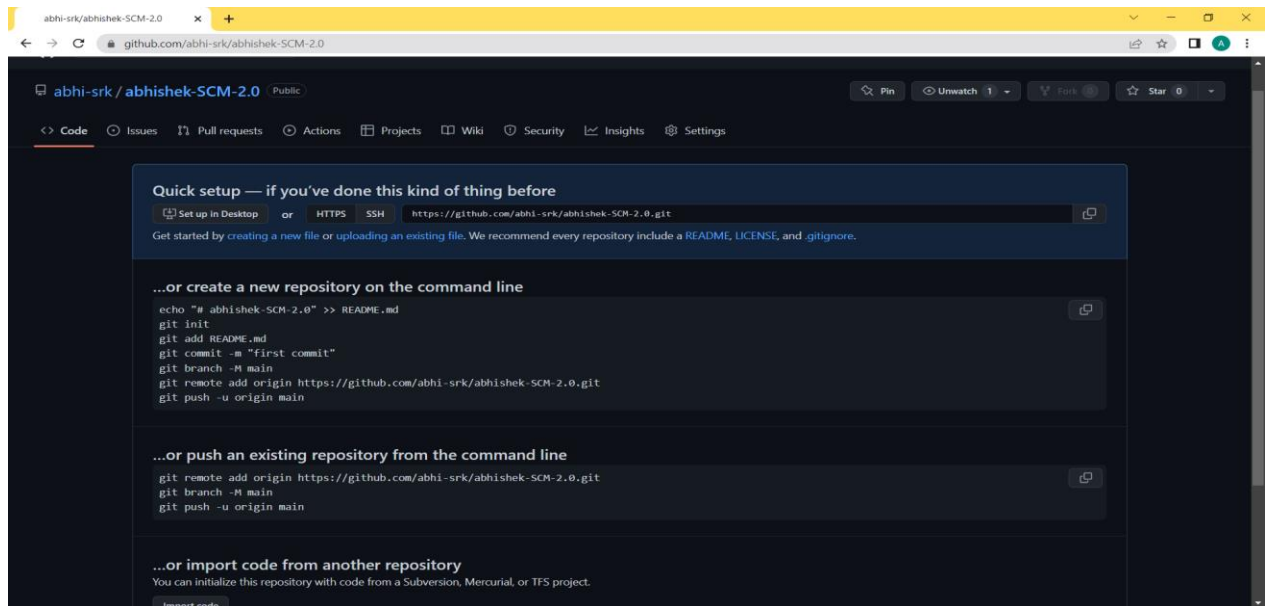 abhi-srk/abhishek-SCM-2.0
github.com/abhi-srk/abhishek-SCM-2.0
abhi-srk / abhishek-SCM-2.0 Public Pin Unwatch 1 Fork 0 Star 0
<> Code Issues Pull requests Actions Projects Wiki Security Insights Settings
Quick setup — if you've done this kind of thing before
Set up in Desktop or HTTPS SSH https://github.com/abhi-srk/abhishek-SCM-2.0.git
Get started by creating a new file or uploading an existing file. We recommend every repository include a README, LICENSE, and .gitignore.
...or create a new repository on the command line
echo "# abhishek-SCM-2.0" >> README.md
git init
git add README.md
git commit -m "first commit"
git branch -M main
git remote add origin https://github.com/abhi-srk/abhishek-SCM-2.0.git
git push -u origin main
...or push an existing repository from the command line
git remote add origin https://github.com/abhi-srk/abhishek-SCM-2.0.git
git branch -M main
git push -u origin main
...or import code from another repository
You can initialize this repository with code from a Subversion, Mercurial, or TFS project.
Import code